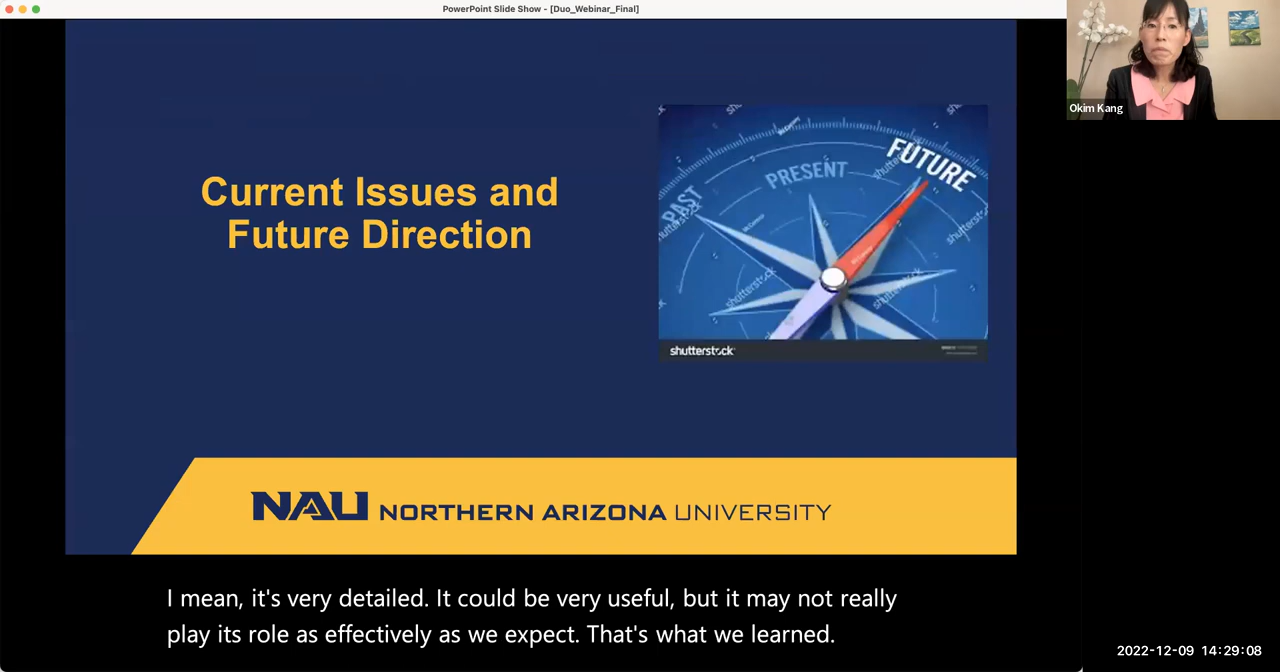 PowerPoint Slide Show - [Duo_Webinar_Final]
Okim Kang
Current Issues and
Future Direction
PAST
PRESENT
FUTURE
shutterstock
NAU NORTHERN ARIZONA UNIVERSITY
I mean, it's very detailed. It could be very useful, but it may not really
play its role as effectively as we expect. That's what we learned.
2022-12-09 14:29:08